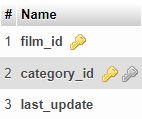 # Name
1 film_id
2 category_id
3 last_update